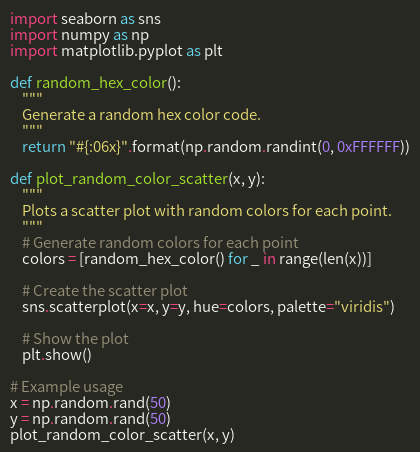 import seaborn as sns
import numpy as np
import matplotlib.pyplot as plt

def random_hex_color():
    """
    Generate a random hex color code.
    """
    return "#{:06x}".format(np.random.randint(0, 0xFFFFFF))

def plot_random_color_scatter(x, y):
    """
    Plots a scatter plot with random colors for each point.
    """
    # Generate random colors for each point
    colors = [random_hex_color() for _ in range(len(x))]

    # Create the scatter plot
    sns.scatterplot(x=x, y=y, hue=colors, palette="viridis")

    # Show the plot
    plt.show()

# Example usage
x = np.random.rand(50)
y = np.random.rand(50)
plot_random_color_scatter(x, y)